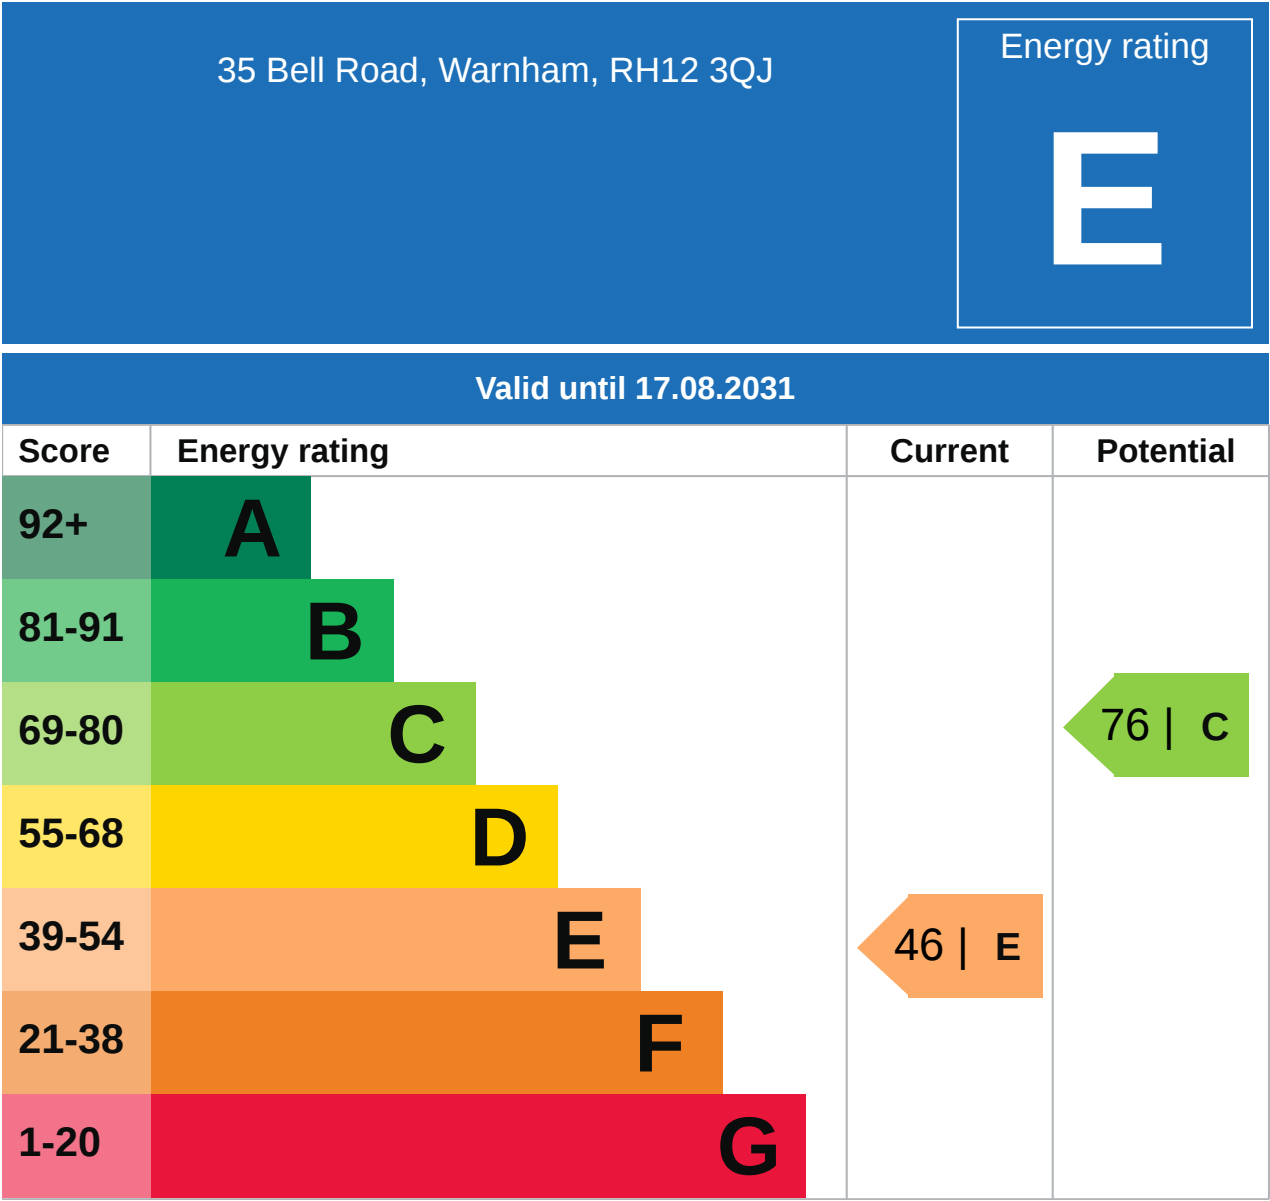 35 Bell Road, Warnham, RH12 3QJ
Energy rating
E
Valid until 17.08.2031
Score Energy rating Current Potential
92+ A
81-91 B
69-80 C
76 | C
55-68 D
39-54 E
46 | E
21-38 F
1-20 G